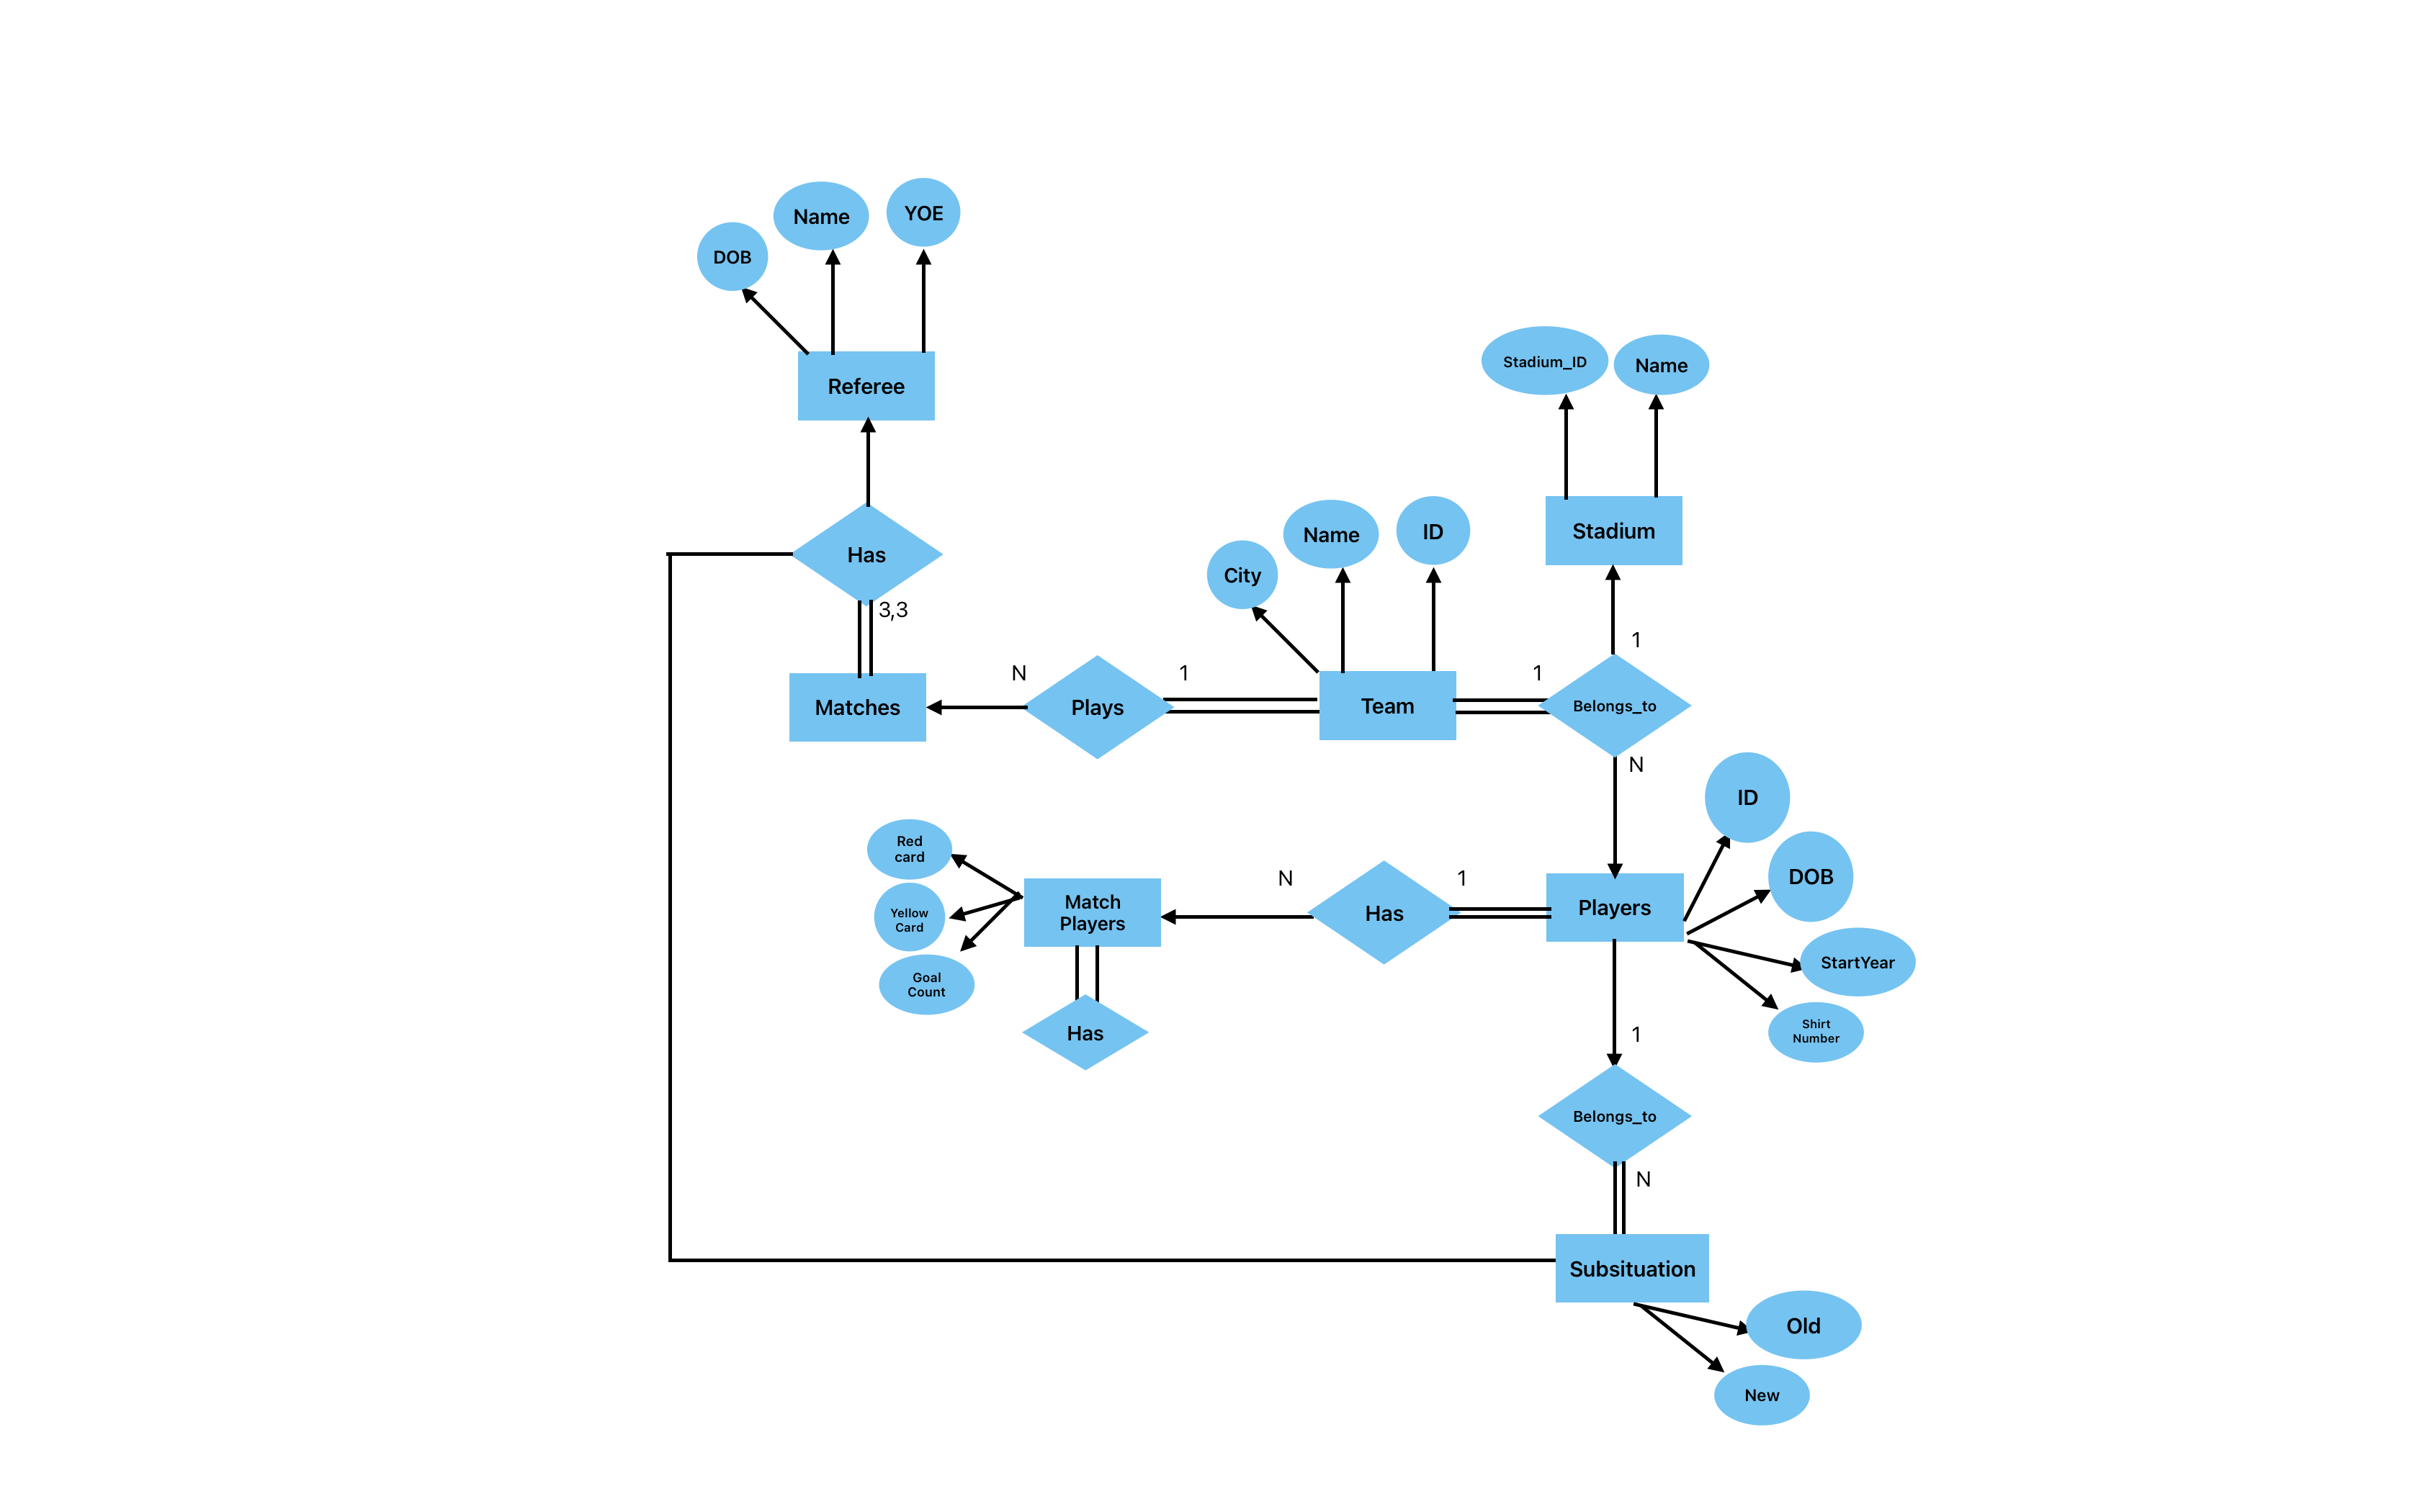 Name
YOE
DOB
Referee
Stadium_ID
Name
Name
ID
Stadium
Has
City
3,3
1
N
1
1
Matches
Plays
Team
Belongs_to
N
ID
Red
card
DOB
N
1
Match
Players
Has
Players
Yellow
Card
StartYear
Goal
Count
Shirt
Number
Has
1
Belongs_to
N
Subsituation
Old
New